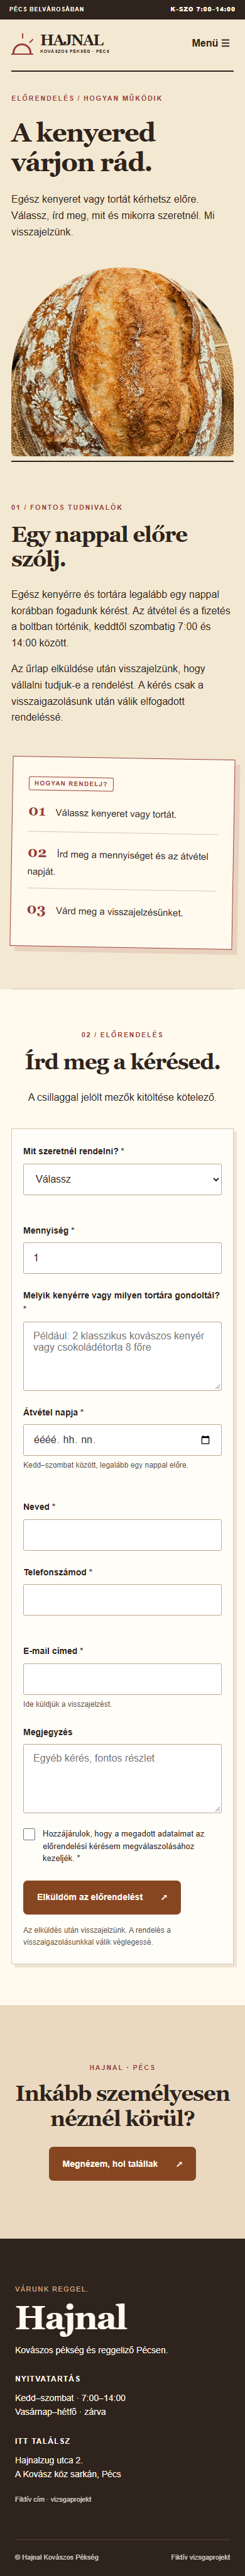 PÉCS BELVÁROSÁBAN
K–SZO 7:00–14:00
HAJNAL
KOVÁSZOS PÉKSÉG · PÉCS
Menü ☰
ELŐRENDELÉS / HOGYAN MŰKÖDIK
A kenyered
várjon rád.
Egész kenyeret vagy tortát kérhetsz előre.
Válassz, írd meg, mit és mikorra szeretnél. Mi
visszajelzünk.
01 / FONTOS TUDNIVALÓK
Egy nappal előre
szólj.
Egész kenyérre és tortára legalább egy nappal
korábban fogadunk kérést. Az átvétel és a fizetés
a boltban történik, keddtől szombatig 7:00 és
14:00 között.
Az űrlap elküldése után visszajelzünk, hogy
vállalni tudjuk-e a rendelést. A kérés csak a
visszaigazolásunk után válik elfogadott
rendeléssé.
HOGYAN RENDELJ?
01 Válassz kenyeret vagy tortát.
02 Írd meg a mennyiséget és az átvétel
napját.
03 Várd meg a visszajelzésünket.
02 / ELŐRENDELÉS
Írd meg a kérésed.
A csillaggal jelölt mezők kitöltése kötelező.
Mit szeretnél rendelni? *
Válassz
Mennyiség *
1
Melyik kenyérre vagy milyen tortára gondoltál?
*
Például: 2 klasszikus kovászos kenyér
vagy csokoládétorta 8 főre
Átvétel napja *
éééé. hh. nn.
Kedd–szombat között, legalább egy nappal előre.
Neved *
Telefonszámod *
E-mail címed *
Ide küldjük a visszajelzést.
Megjegyzés
Egyéb kérés, fontos részlet
Hozzájárulok, hogy a megadott adataimat az
előrendelési kérésem megválaszolásához
kezeljék. *
Elküldöm az előrendelést ↗
Az elküldés után visszajelzünk. A rendelés a
visszaigazolásunkkal válik véglegessé.
HAJNAL · PÉCS
Inkább személyesen
néznél körül?
Megnézem, hol talállak ↗
VÁRUNK REGGEL.
Hajnal
Kovászos pékség és reggeliző Pécsen.
NYITVATARTÁS
Kedd–szombat · 7:00–14:00
Vasárnap–hétfő · zárva
ITT TALÁLSZ
Hajnalzug utca 2.
A Kovász köz sarkán, Pécs
Fiktív cím · vizsgaprojekt
© Hajnal Kovászos Pékség
Fiktív vizsgaprojekt